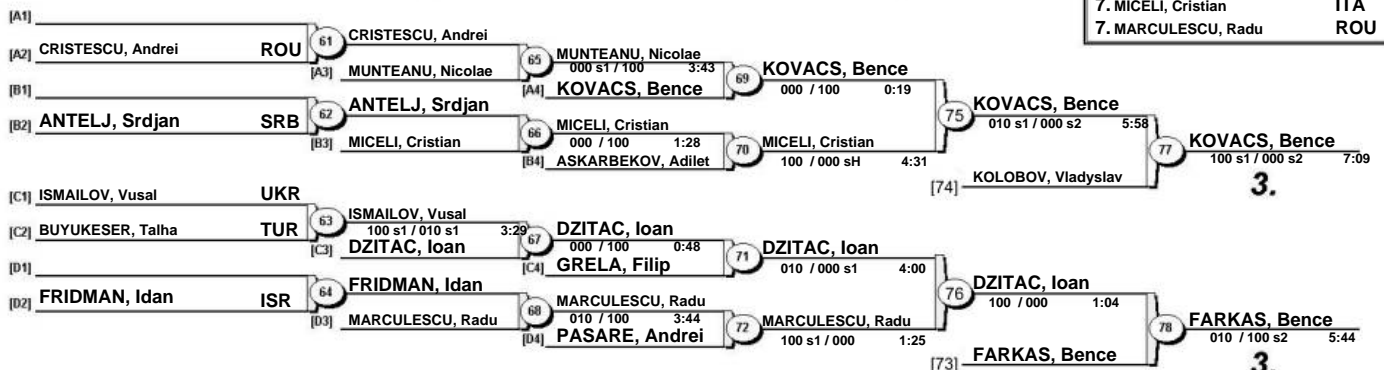 7. MICELI, Cristian ITA
7. MARCULESCU, Radu ROU
[A1]
[A2] CRISTESCU, Andrei ROU
61 CRISTESCU, Andrei
[A3] MUNTEANU, Nicolae
65 MUNTEANU, Nicolae
000 s1 / 100 3:43
[A4] KOVACS, Bence
69 KOVACS, Bence
000 / 100 0:19
[B1]
[B2] ANTELJ, Srdjan SRB
62 ANTELJ, Srdjan
[B3] MICELI, Cristian
66 MICELI, Cristian
000 / 100 1:28
[B4] ASKARBEKOV, Adilet
70 MICELI, Cristian
100 / 000 sH 4:31
75 KOVACS, Bence
010 s1 / 000 s2 5:58
[74] KOLOBOV, Vladyslav
77 KOVACS, Bence
100 s1 / 000 s2 7:09
3.
[C1] ISMAILOV, Vusal UKR
[C2] BUYUKESER, Talha TUR
63 ISMAILOV, Vusal
100 s1 / 010 s1 3:29
[C3] DZITAC, Ioan
67 DZITAC, Ioan
000 / 100 0:48
[C4] GRELA, Filip
71 DZITAC, Ioan
010 / 000 s1 4:00
[D1]
[D2] FRIDMAN, Idan ISR
64 FRIDMAN, Idan
[D3] MARCULESCU, Radu
68 MARCULESCU, Radu
010 / 100 3:44
[D4] PASARE, Andrei
72 MARCULESCU, Radu
100 s1 / 000 1:25
76 DZITAC, Ioan
100 / 000 1:04
[73] FARKAS, Bence
78 FARKAS, Bence
010 / 100 s2 5:44
3.